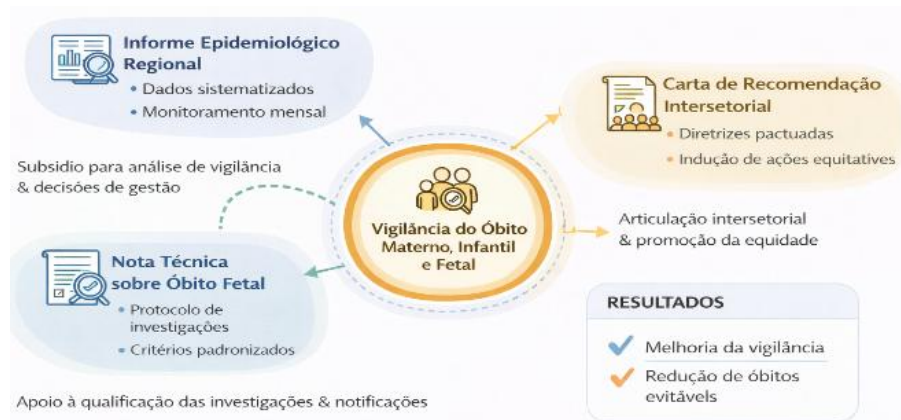 Informe Epidemiológico
Regional
• Dados sistematizados
• Monitoramento mensal
Subsidio para análise de vigilância
& decisões de gestão
Nota Técnica
sobre Óbito Fetal
• Protocolo de
investigações
• Critérios padronizados
Apoio à qualificação das investigações & notificações
Vigilância do Óbito
Materno, Infantil
e Fetal
Carta de Recomendação
Intersetorial
• Diretrizes pactuadas
• Indução de ações equitativas
Articulação intersetorial
& promoção da equidade
RESULTADOS
Melhoria da vigilância
Redução de óbitos
evitáveis